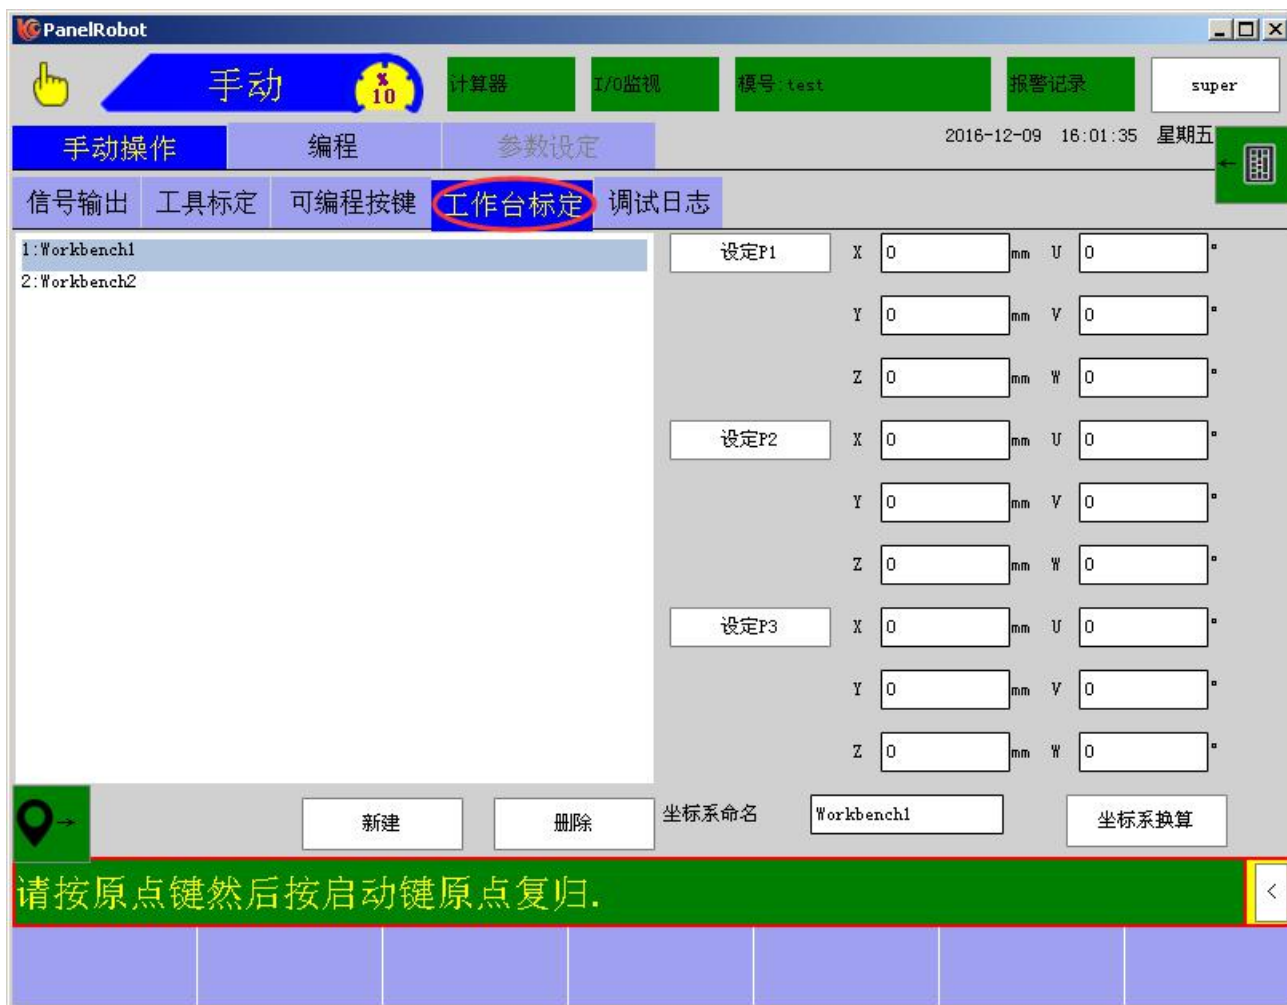 PanelRobot
手动 % 10 计算器 I/O监视 模号:test 报警记录 super
手动操作 编程 参数设定 2016-12-09 16:01:35 星期五
信号输出 工具标定 可编程按键 工作台标定 调试日志
1:Workbench1
2:Workbench2
设定P1 X 0 mm U 0 °
Y 0 mm V 0 °
Z 0 mm W 0 °
设定P2 X 0 mm U 0 °
Y 0 mm V 0 °
Z 0 mm W 0 °
设定P3 X 0 mm U 0 °
Y 0 mm V 0 °
Z 0 mm W 0 °
新建 删除 坐标系命名 Workbench1 坐标系换算
请按原点键然后按启动键原点复归.